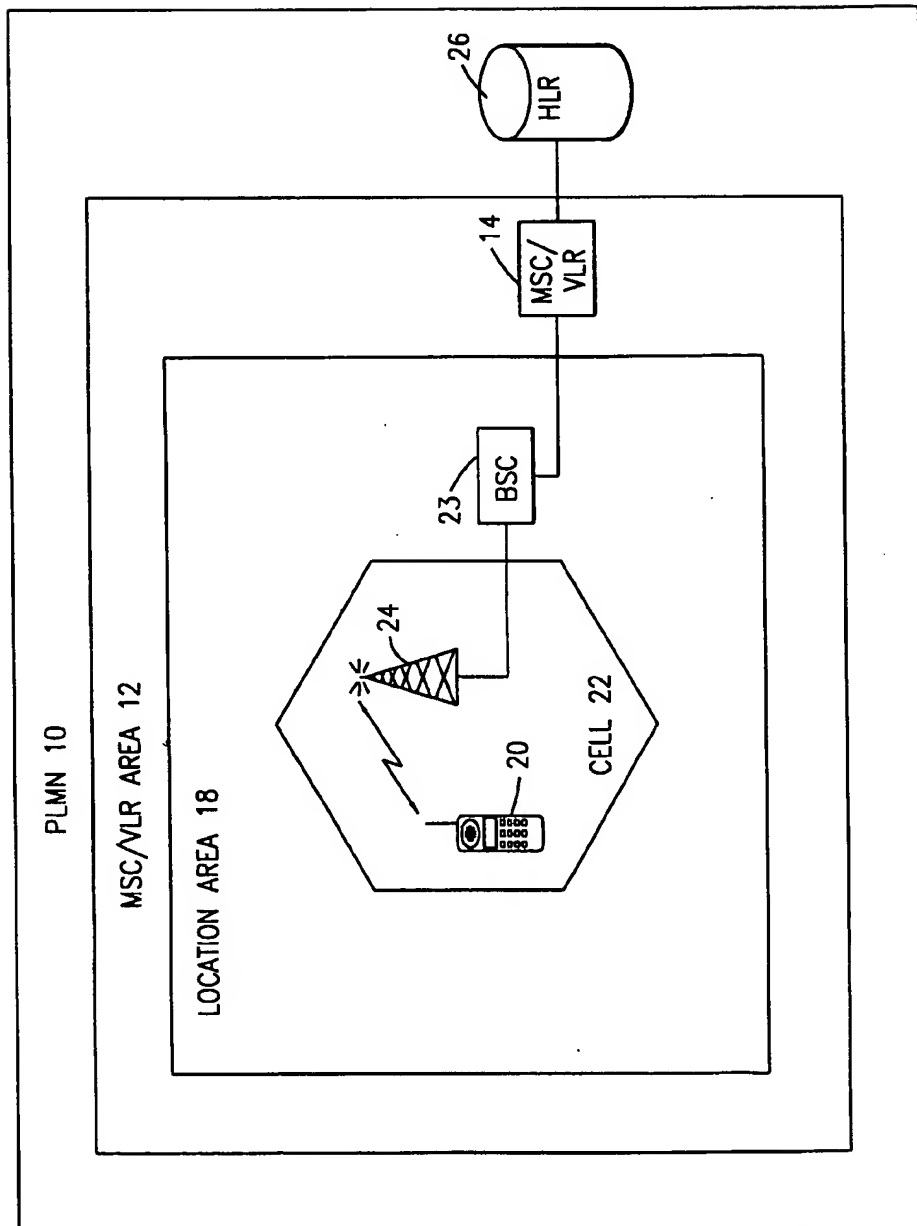 PLMN 10
MSC/VLR AREA 12
LOCATION AREA 18
CELL 22
20
24
23
BSC
14
MSC/
VLR
26
HLR